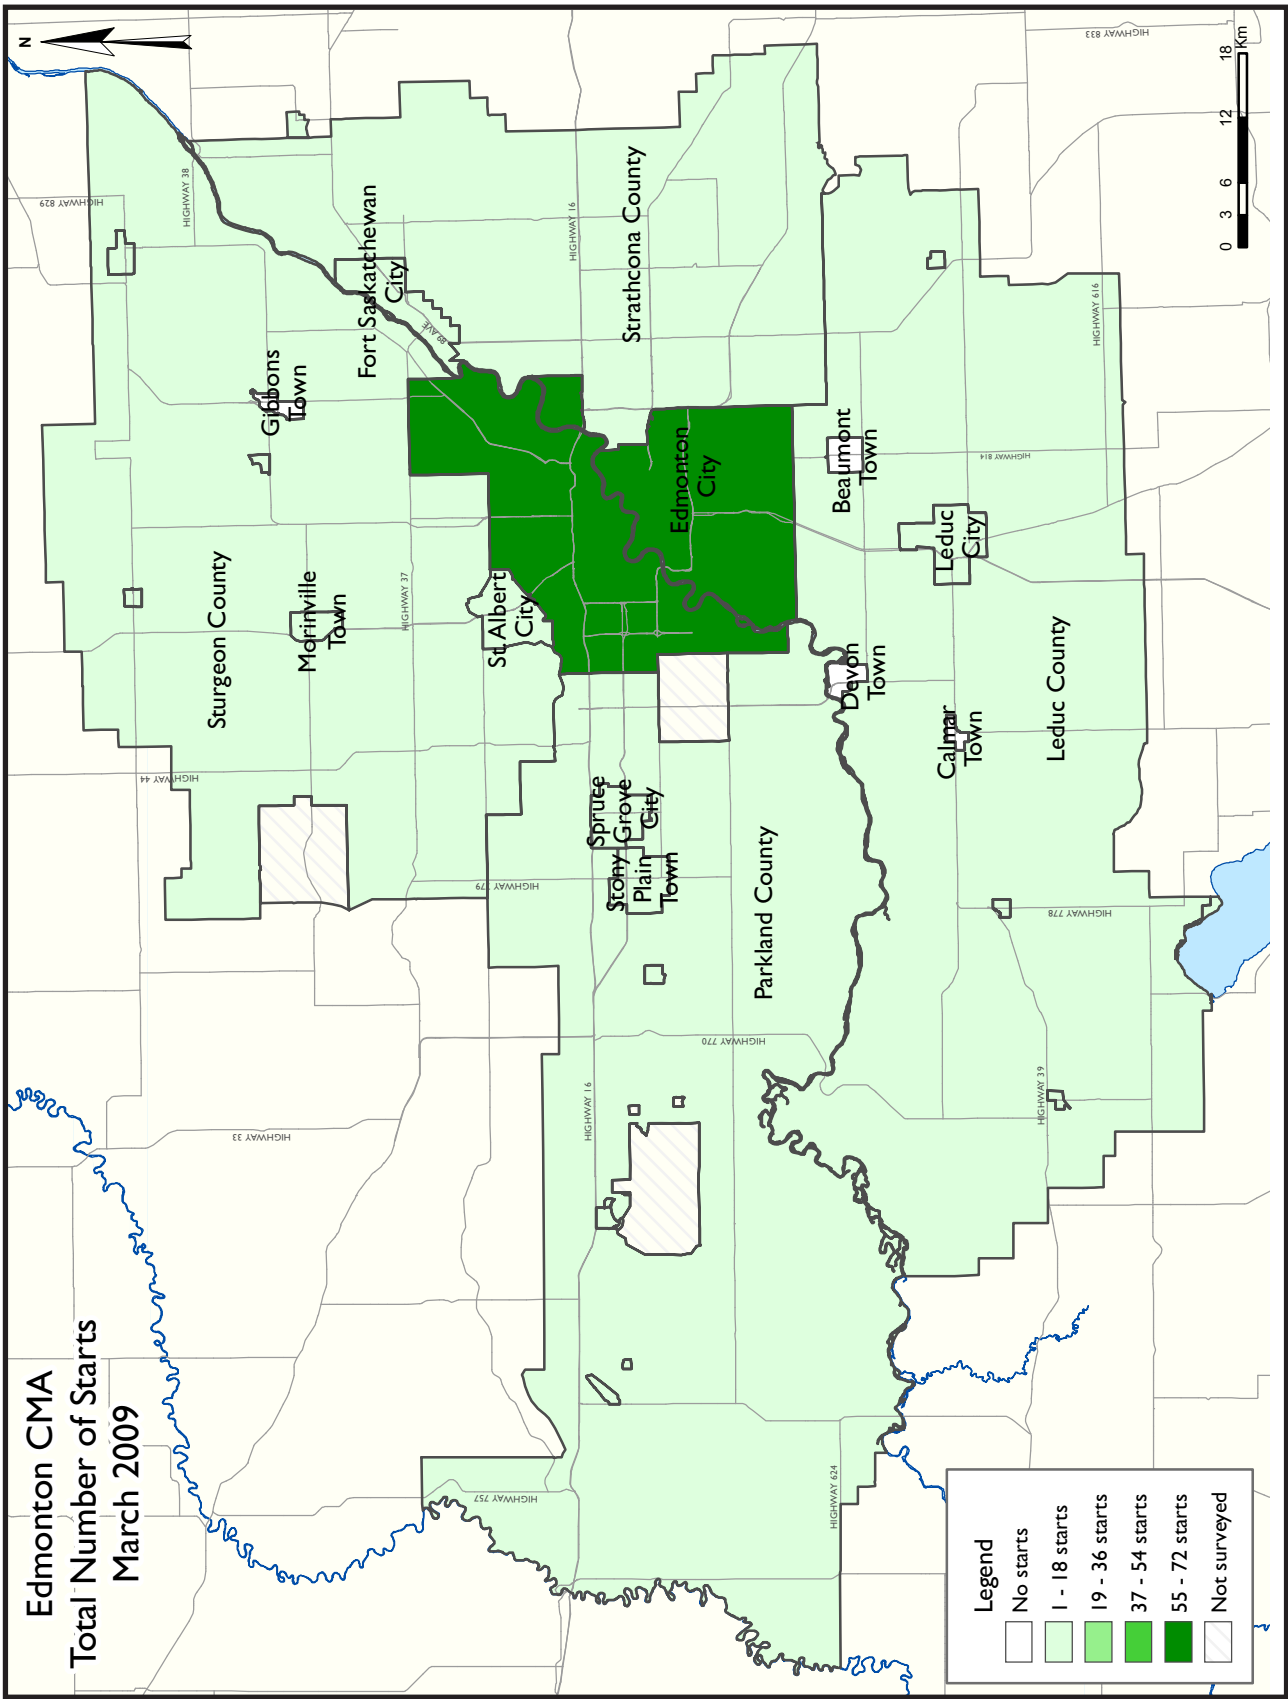 Edmonton CMA
Total Number of Starts
March 2009
N
HIGHWAY 829
HIGHWAY 38
HIGHWAY 833
Fort Saskatchewan
City
89 AVE
HIGHWAY 16
Strathcona County
Gibbons
Town
Sturgeon County
Morinville
Town
HIGHWAY 37
St. Albert
City
Edmonton
City
Beaumont
Town
HIGHWAY 814
HIGHWAY 616
Leduc
City
Devon
Town
Calmar
Town
Leduc County
HIGHWAY 44
Spruce
Grove
City
Stony
Plain
Town
HIGHWAY 779
Parkland County
HIGHWAY 778
HIGHWAY 770
HIGHWAY 39
HIGHWAY 16
HIGHWAY 33
HIGHWAY 757
HIGHWAY 624
0 3 6 12 18
Km
Legend
No starts
1 - 18 starts
19 - 36 starts
37 - 54 starts
55 - 72 starts
Not surveyed